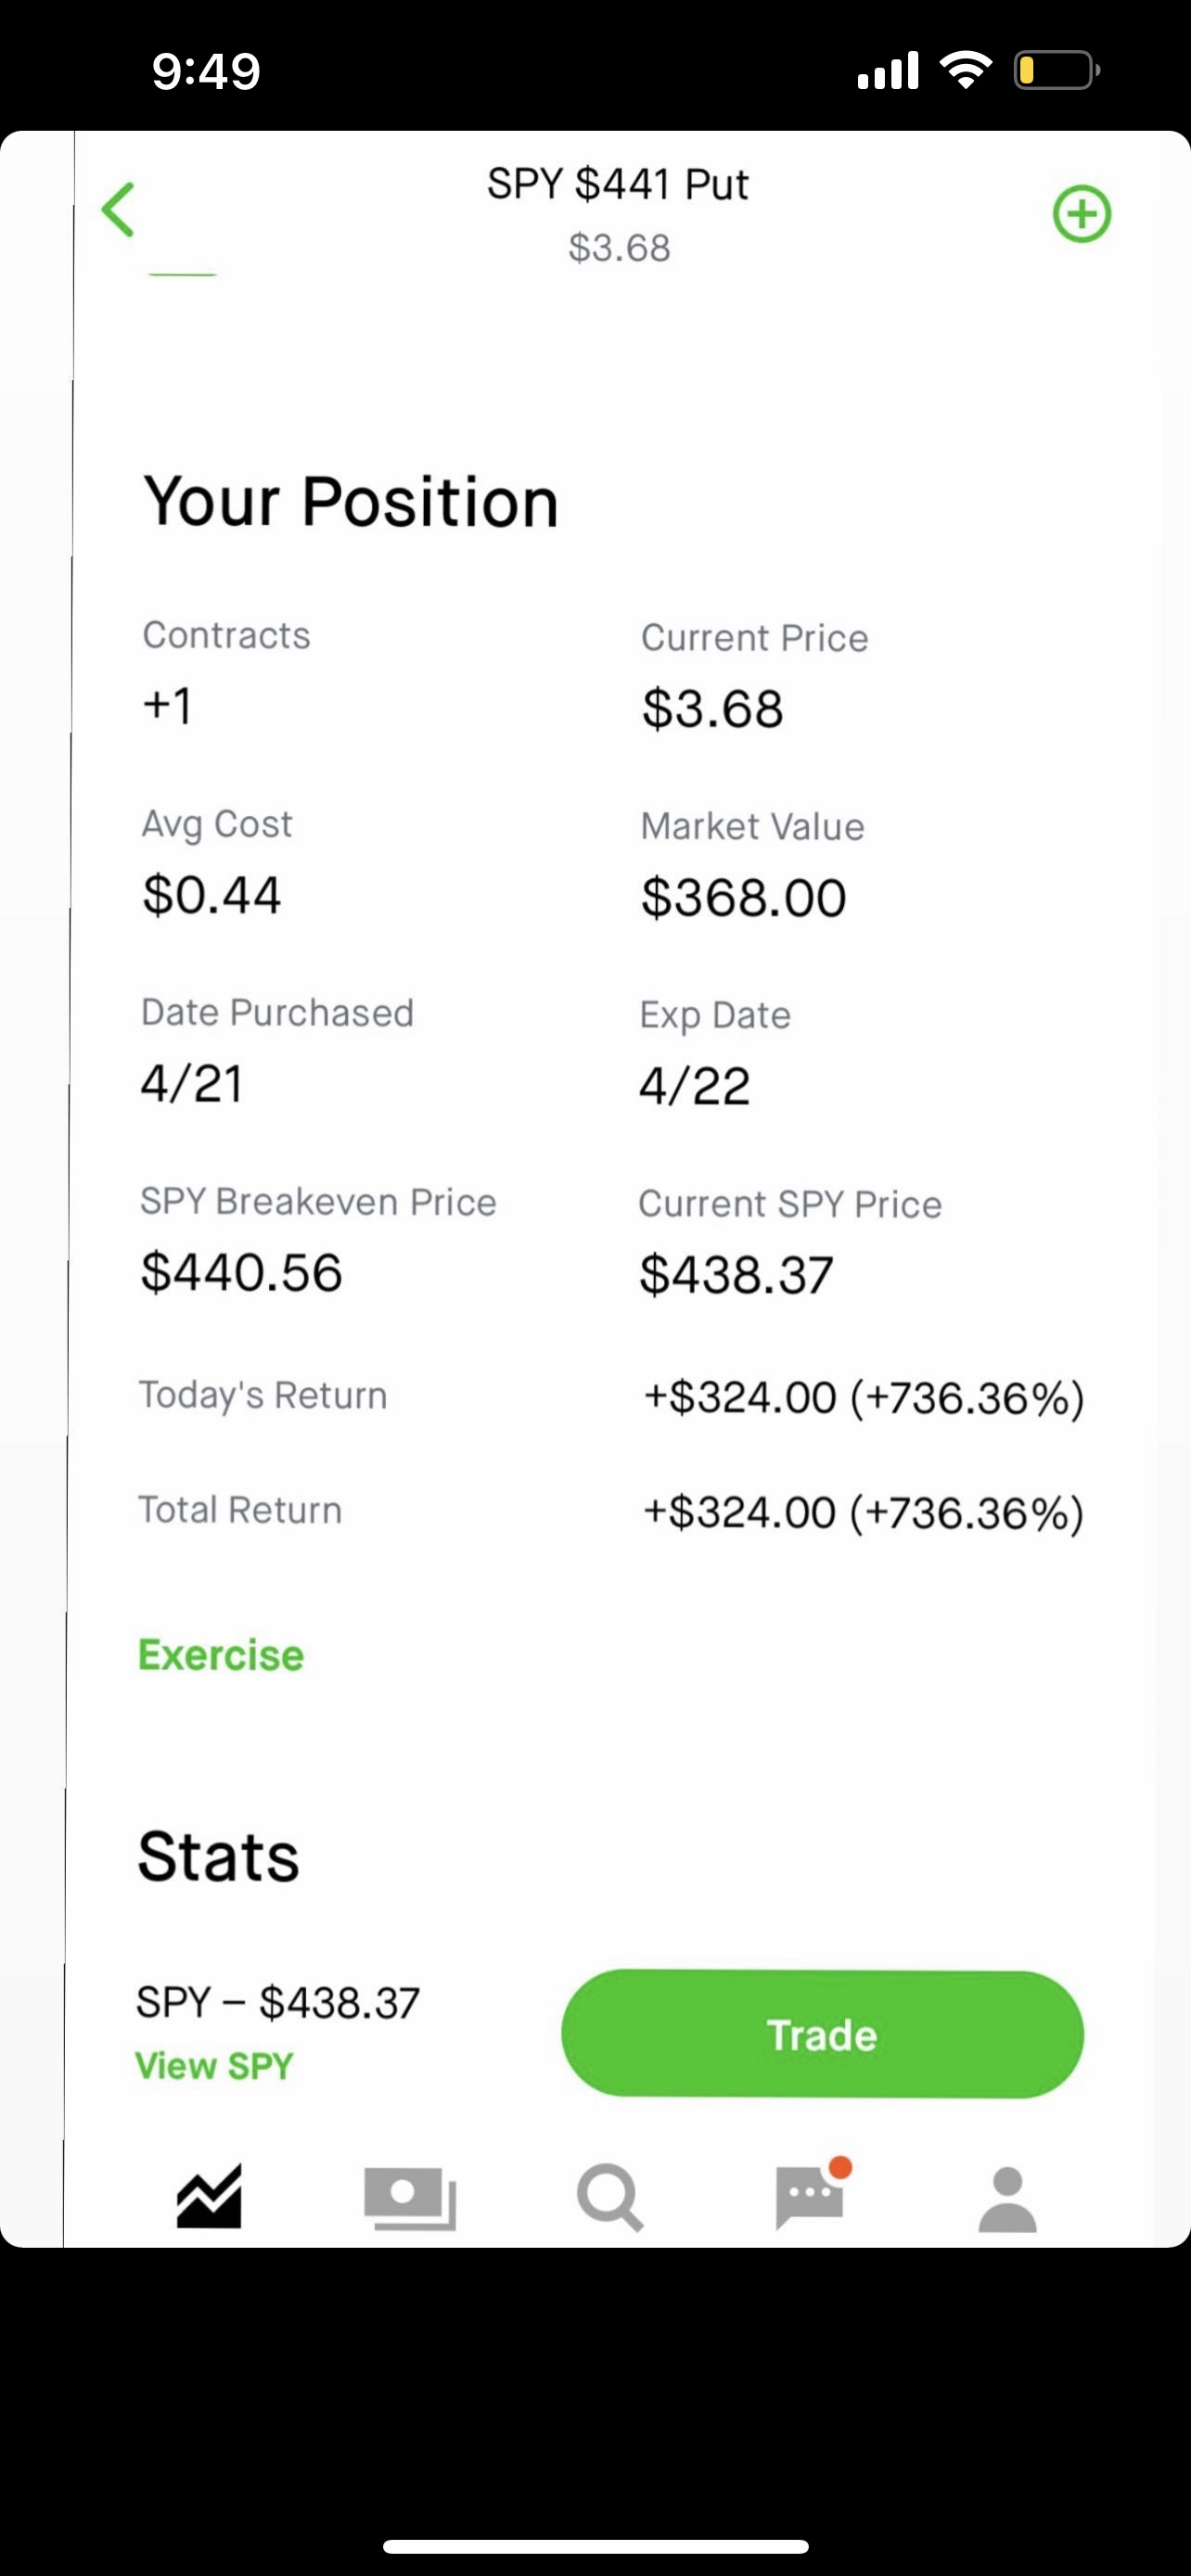 9:49
SPY $441 Put
$3.68
Your Position
Contracts Current Price
+1 $3.68
Avg Cost Market Value
$0.44 $368.00
Date Purchased Exp Date
4/21 4/22
SPY Breakeven Price Current SPY Price
$440.56 $438.37
Today's Return +$324.00 (+736.36%)
Total Return +$324.00 (+736.36%)
Exercise
Stats
SPY – $438.37
View SPY
Trade